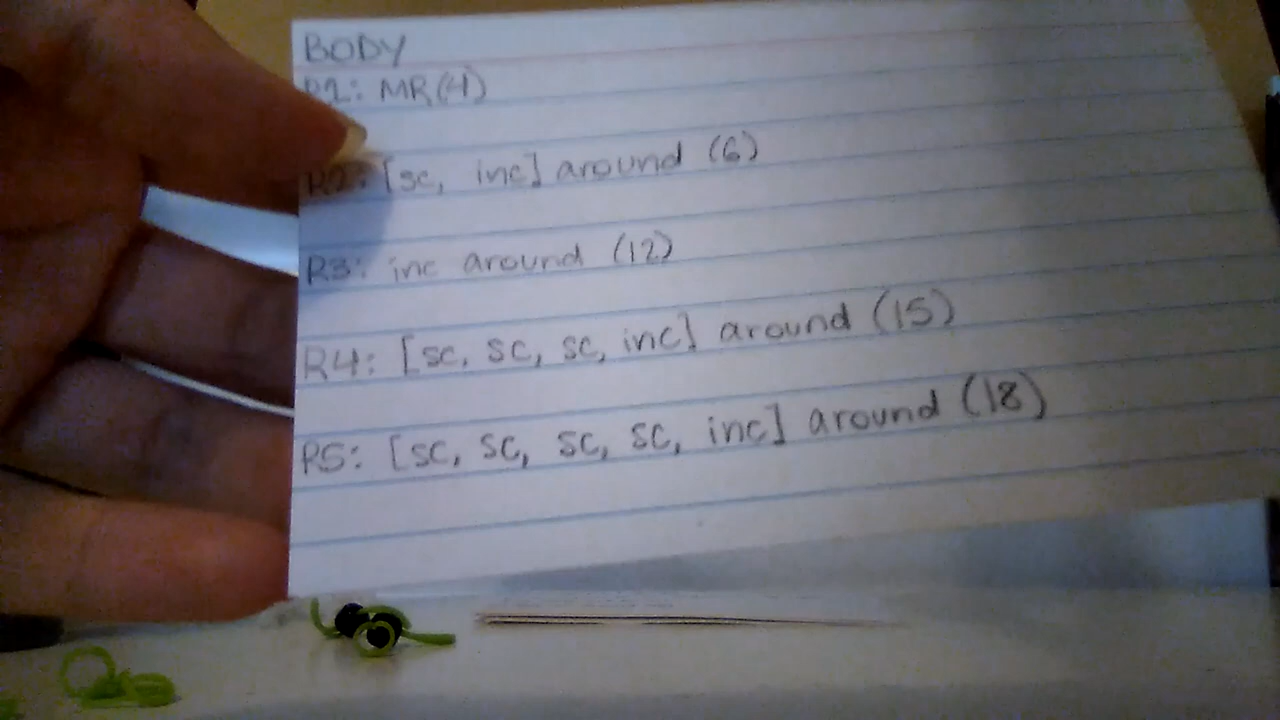 BODY
R1: MR(4)
R2: [sc, inc] around (6)
R3: inc around (12)
R4: [sc, sc, sc, inc] around (15)
R5: [sc, sc, sc, sc, inc] around (18)